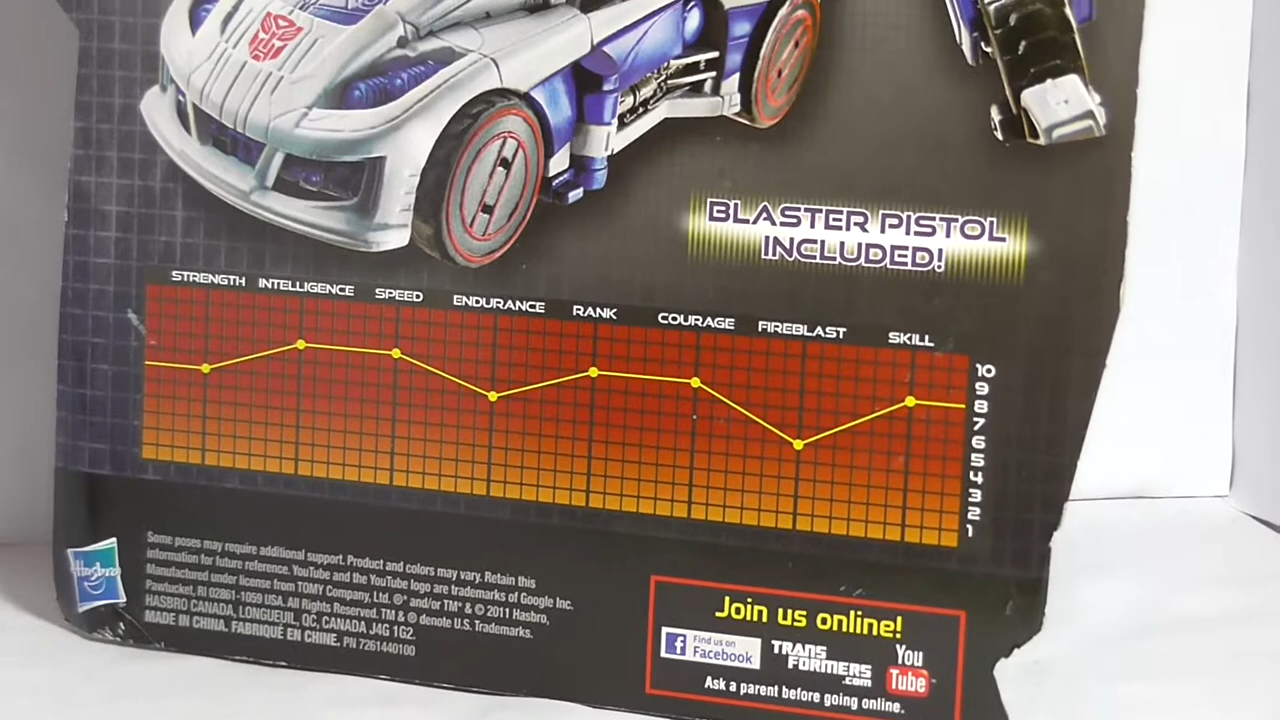 BLASTER PISTOL
INCLUDED!
STRENGTH INTELLIGENCE SPEED ENDURANCE RANK COURAGE FIREBLAST SKILL
10
9
8
7
6
5
4
3
2
1
Some poses may require additional support. Product and colors may vary. Retain this
information for future reference. YouTube and the YouTube logo are trademarks of Google Inc.
Manufactured under license from TOMY Company, Ltd. ®* and/or TM* & © 2011 Hasbro,
Pawtucket, RI 02861-1059 USA. All Rights Reserved. TM & ® denote U.S. Trademarks.
HASBRO CANADA, LONGUEUIL, QC, CANADA J4G 1G2.
MADE IN CHINA. FABRIQUÉ EN CHINE. PN 7261440100
Hasbro
Join us online!
f Find us on Facebook
TRANSFORMERS.com
You Tube
Ask a parent before going online.